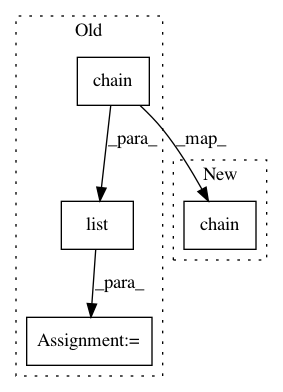 Old
chain
_para_
_map_
New
list
chain
_para_
Assignment:=